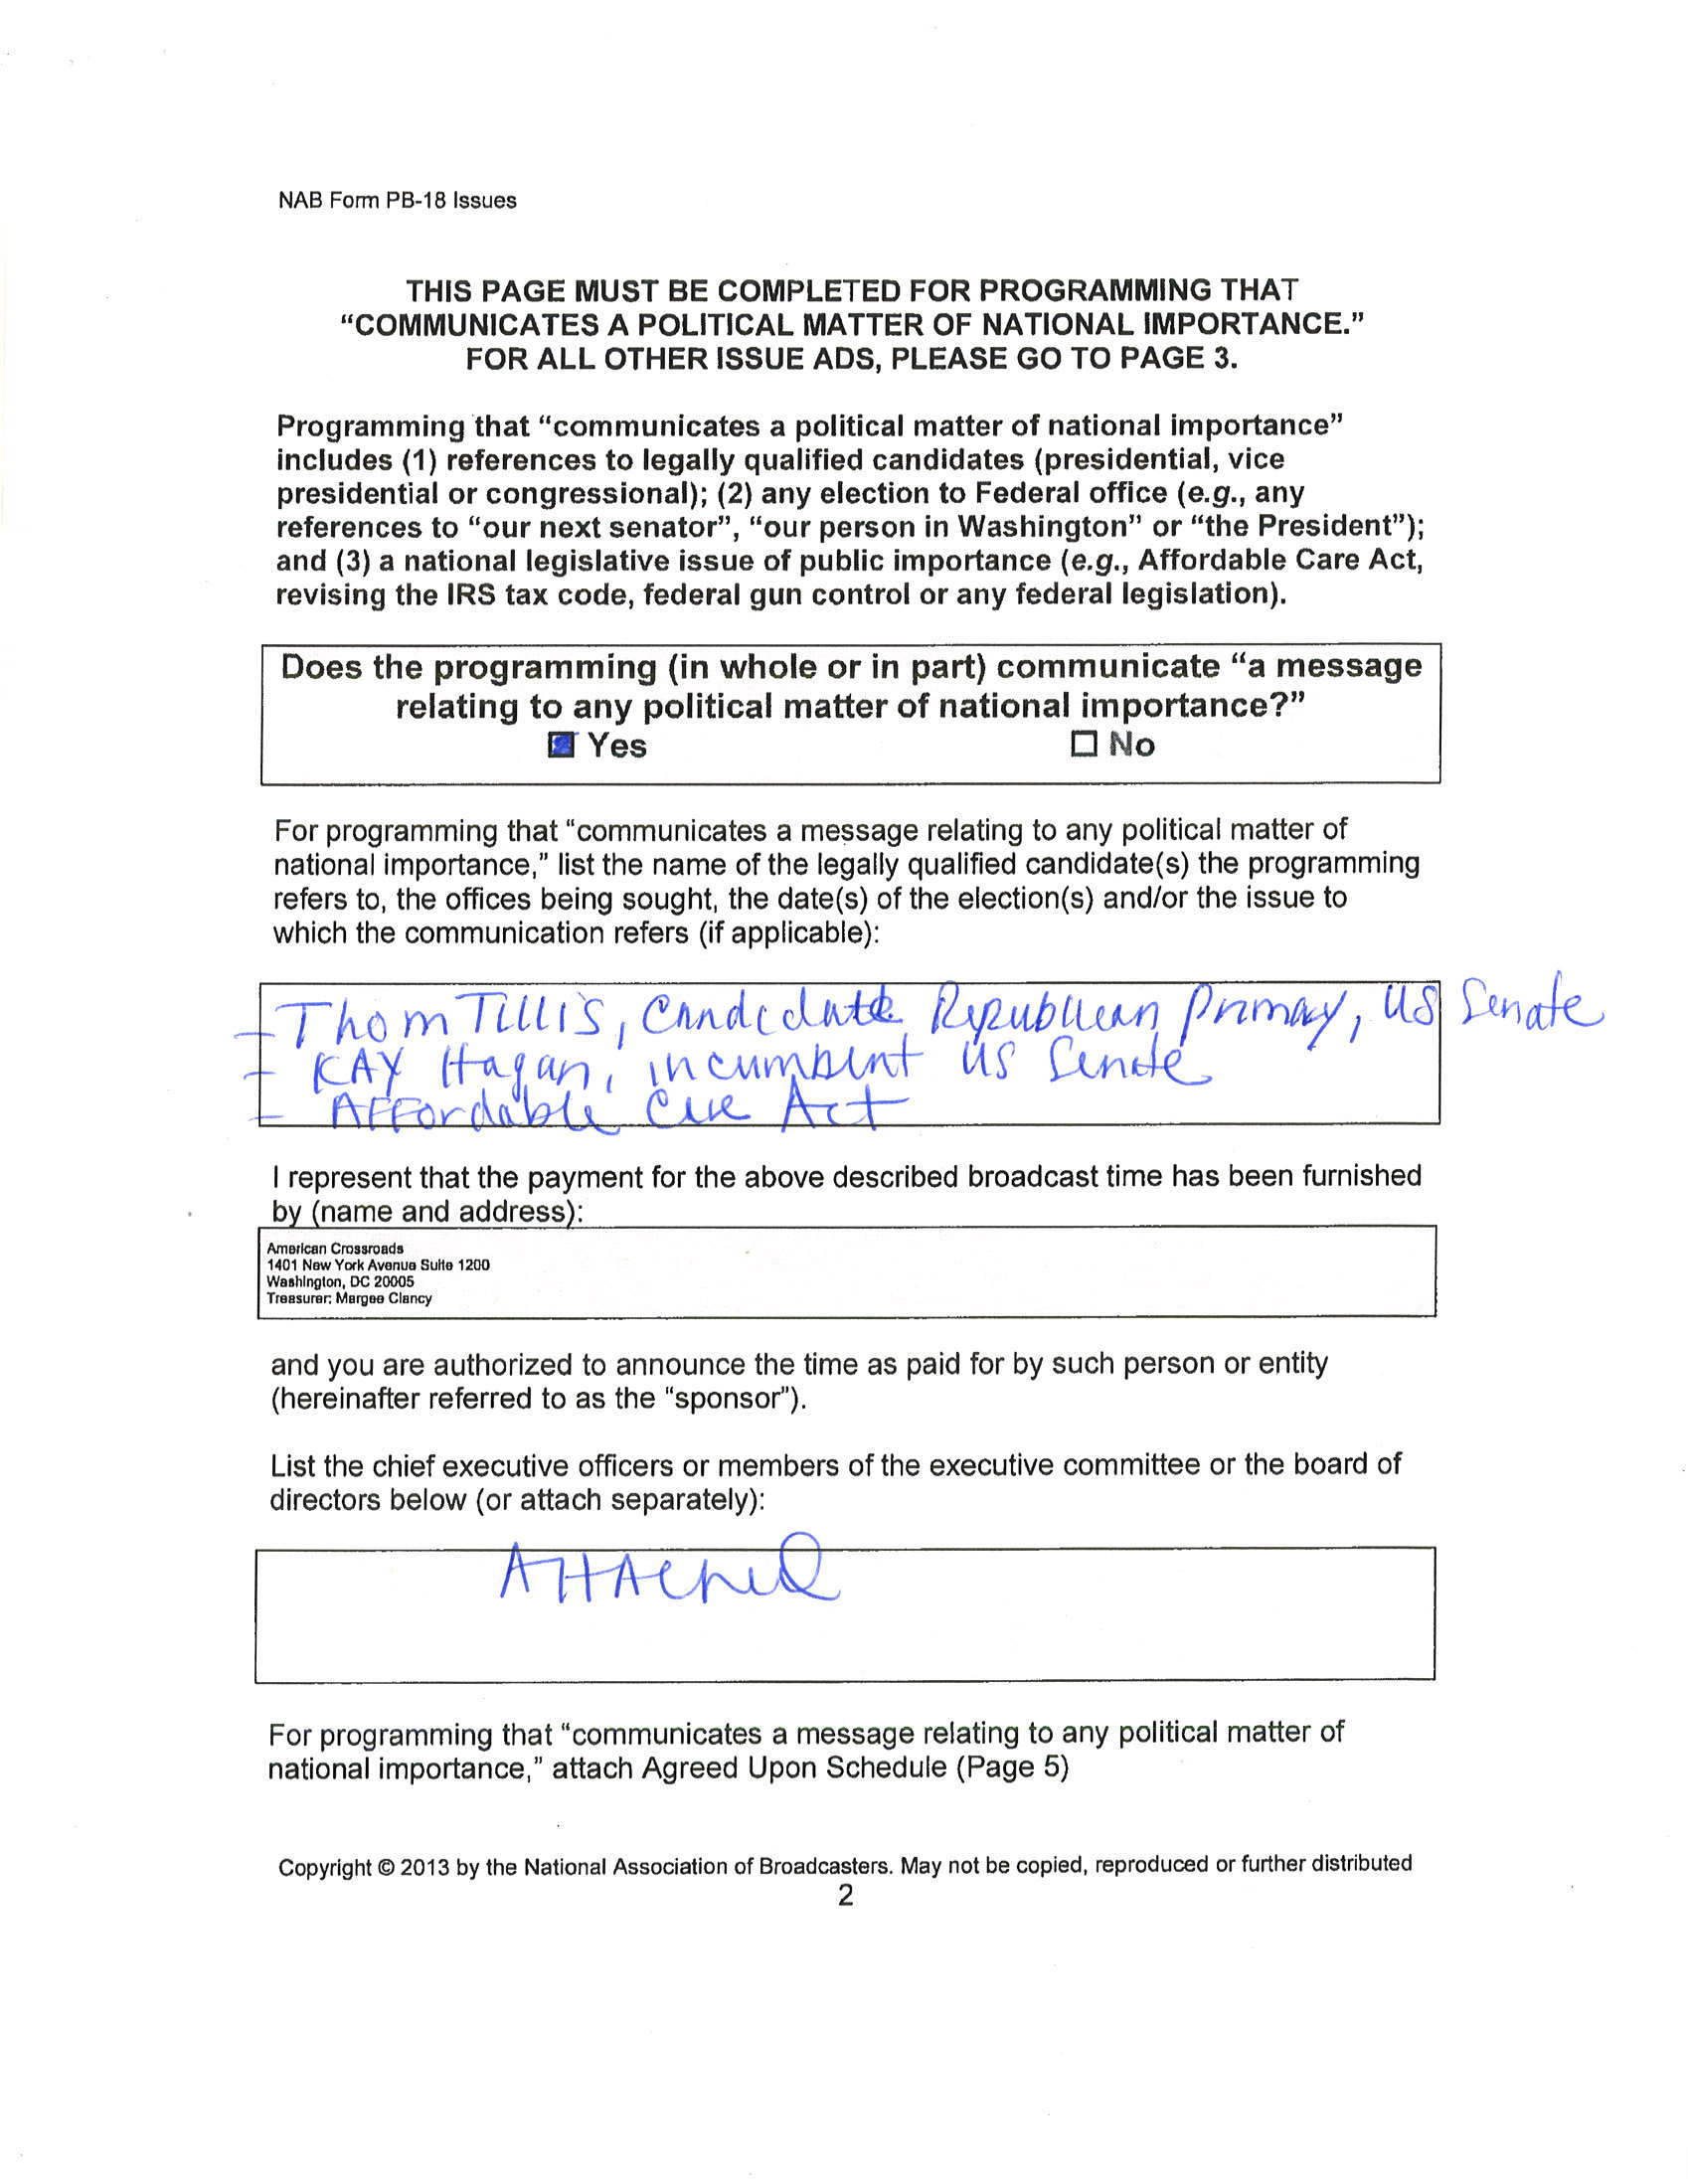 NAB Form PB-18 Issues
THIS PAGE MUST BE COMPLETED FOR PROGRAMMING THAT
“COMMUNICATES A POLITICAL MATTER OF NATIONAL IMPORTANCE.”
FOR ALL OTHER ISSUE ADS, PLEASE GO TO PAGE 3.
Programming that “communicates a political matter of national importance”
includes (1) references to legally qualified candidates (presidential, vice
presidential or congressional); (2) any election to Federal office (e.g., any
references to “our next senator”, “our person in Washington” or “the President”);
and (3) a national legislative issue of public importance (e.g., Affordable Care Act,
revising the IRS tax code, federal gun control or any federal legislation).
Does the programming (in whole or in part) communicate “a message
relating to any political matter of national importance?”
Yes No
For programming that “communicates a message relating to any political matter of
national importance,” list the name of the legally qualified candidate(s) the programming
refers to, the offices being sought, the date(s) of the election(s) and/or the issue to
which the communication refers (if applicable):
- Thom Tillis, Candidate Republican Primary, US Senate
- KAY Hagan, incumbent US Senate
- Affordable Care Act
I represent that the payment for the above described broadcast time has been furnished
by (name and address):
American Crossroads
1401 New York Avenue Suite 1200
Washington, DC 20005
Treasurer: Margee Clancy
and you are authorized to announce the time as paid for by such person or entity
(hereinafter referred to as the “sponsor”).
List the chief executive officers or members of the executive committee or the board of
directors below (or attach separately):
Attached
For programming that “communicates a message relating to any political matter of
national importance,” attach Agreed Upon Schedule (Page 5)
Copyright © 2013 by the National Association of Broadcasters. May not be copied, reproduced or further distributed
2